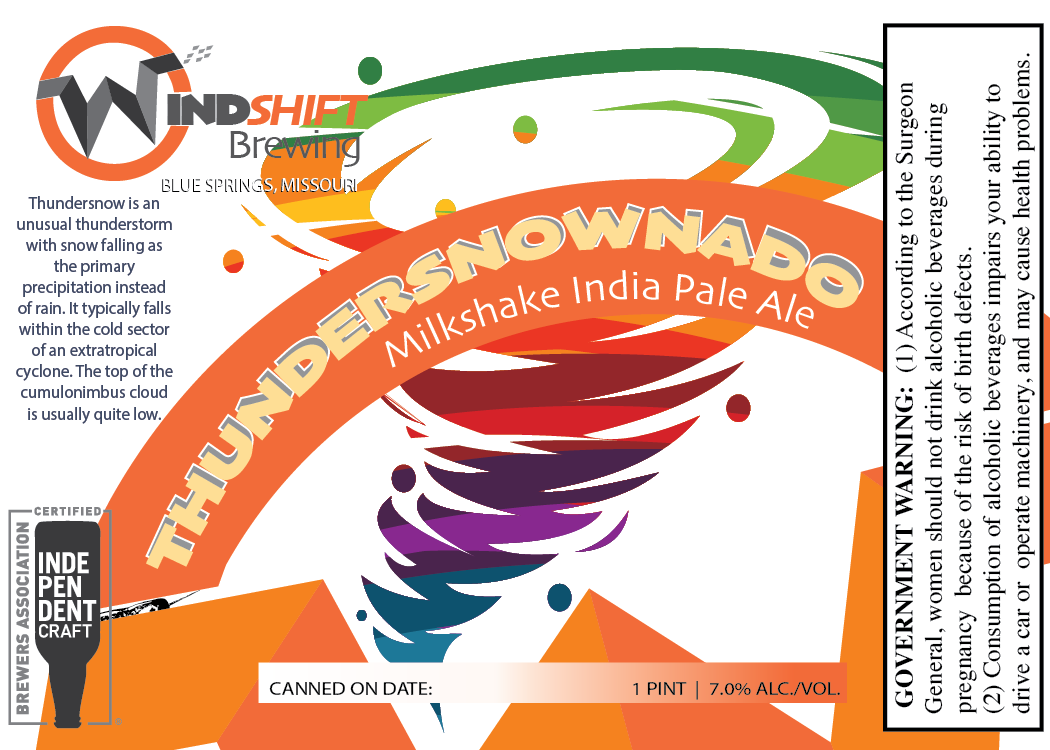 WINDSHIFT
Brewing
BLUE SPRINGS, MISSOURI
Thundersnow is an
unusual thunderstorm
with snow falling as
the primary
precipitation instead
of rain. It typically falls
within the cold sector
of an extratropical
cyclone. The top of the
cumulonimbus cloud
is usually quite low.
THUNDERSNOWNADO
Milkshake India Pale Ale
CERTIFIED
BREWERS ASSOCIATION
INDE
PEN
DENT
CRAFT
®
CANNED ON DATE:
1 PINT | 7.0% ALC./VOL.
GOVERNMENT WARNING: (1) According to the Surgeon
General, women should not drink alcoholic beverages during
pregnancy because of the risk of birth defects.
(2) Consumption of alcoholic beverages impairs your ability to
drive a car or operate machinery, and may cause health problems.